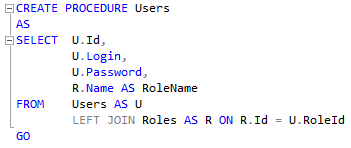 CREATE PROCEDURE Users
AS
SELECT U.Id,
U.Login,
U.Password,
R.Name AS RoleName
FROM Users AS U
LEFT JOIN Roles AS R ON R.Id = U.RoleId
GO